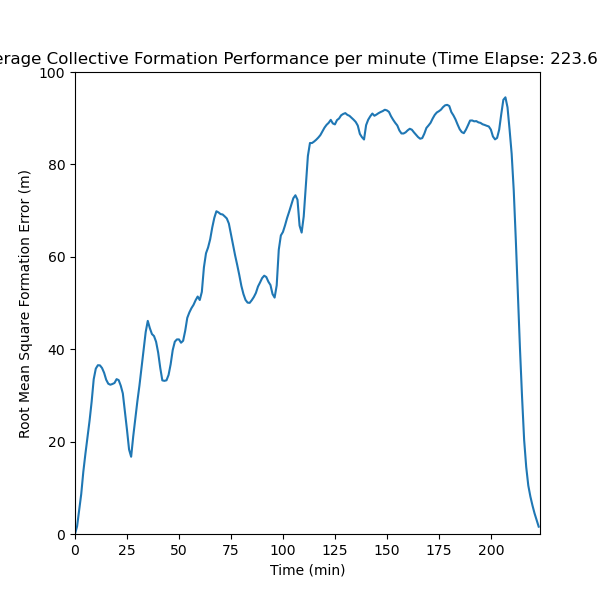 erage Collective Formation Performance per minute (Time Elapse: 223.6
100
80
60
40
20
0
Root Mean Square Formation Error (m)
0 25 50 75 100 125 150 175 200
Time (min)